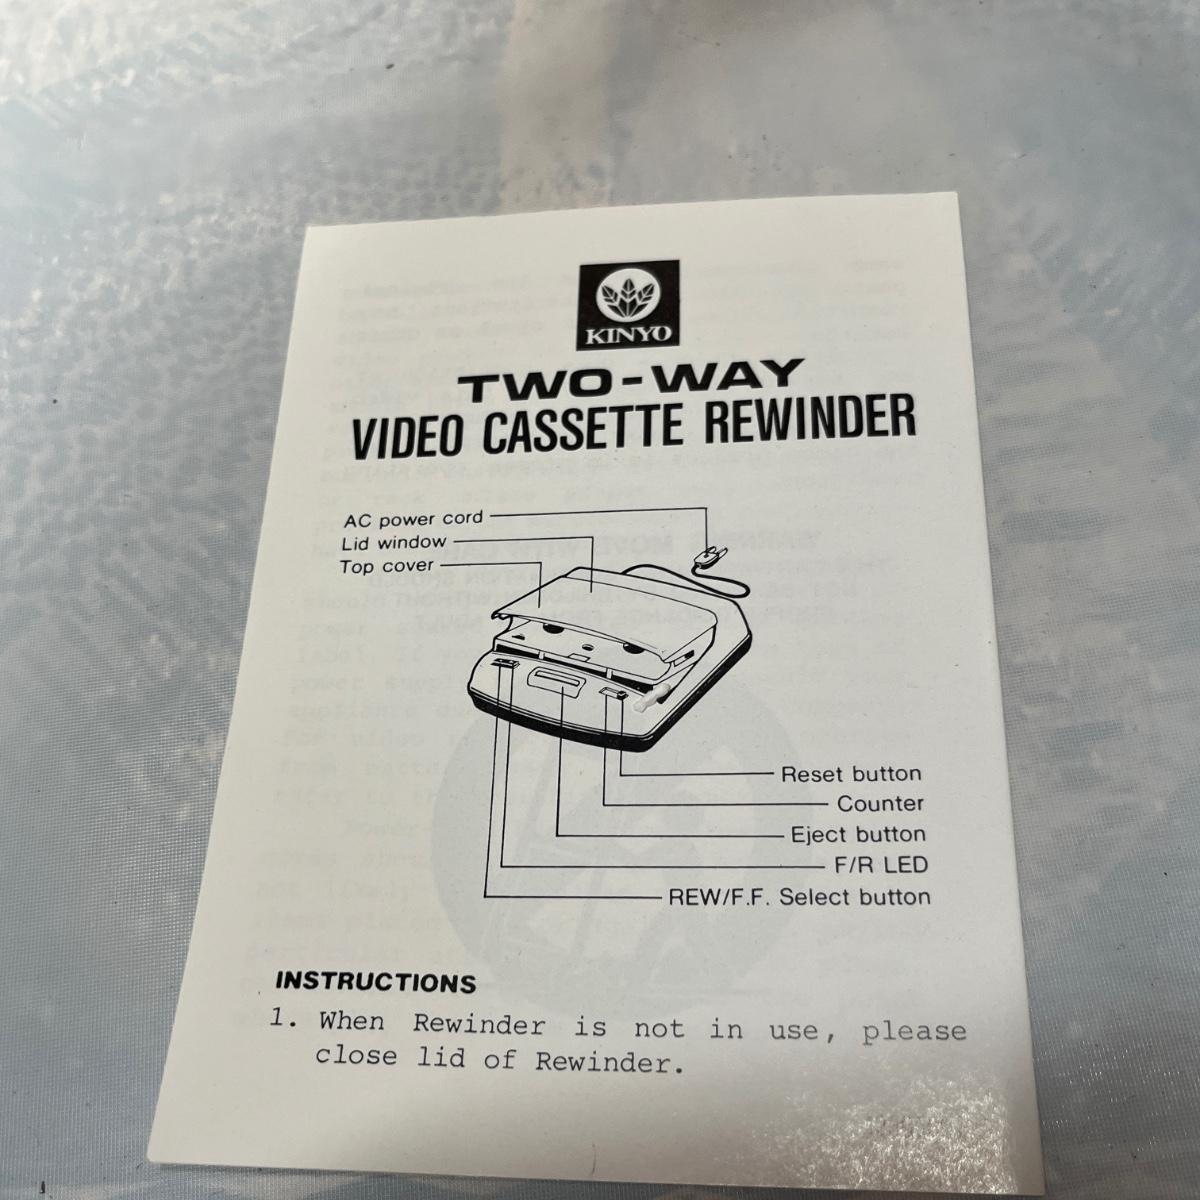 KINYO
TWO-WAY
VIDEO CASSETTE REWINDER
AC power cord
Lid window
Top cover
Reset button
Counter
Eject button
F/R LED
REW/F.F. Select button
INSTRUCTIONS
1. When Rewinder is not in use, please
close lid of Rewinder.